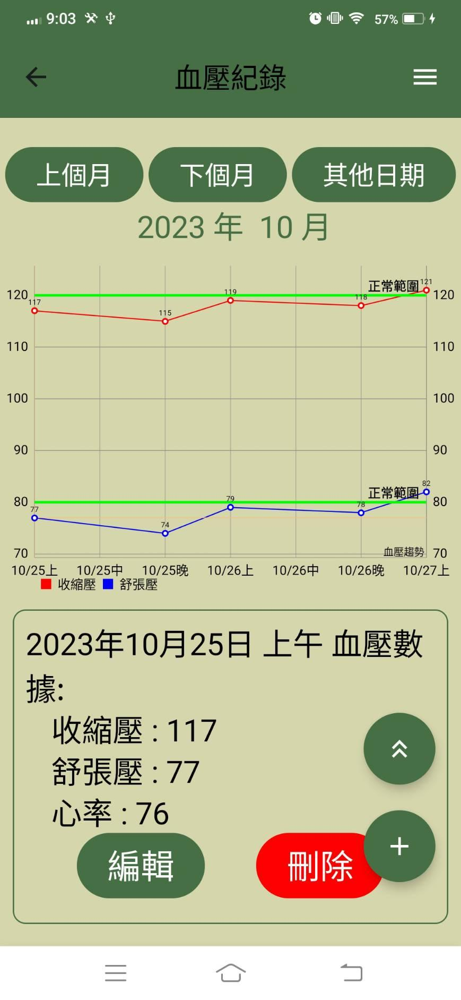 9:03 57%
血壓紀錄
上個月 下個月 其他日期
2023 年 10 月
正常範圍 121
120 119 120
117 118
115
110 110
100 100
90 90
正常範圍 82
80 79 80
77 78
74
70 血壓趨勢 70
10/25上 10/25中 10/25晚 10/26上 10/26中 10/26晚 10/27上
收縮壓 舒張壓
2023年10月25日 上午 血壓數
據:
收縮壓 : 117
舒張壓 : 77
心率 : 76
編輯 刪除